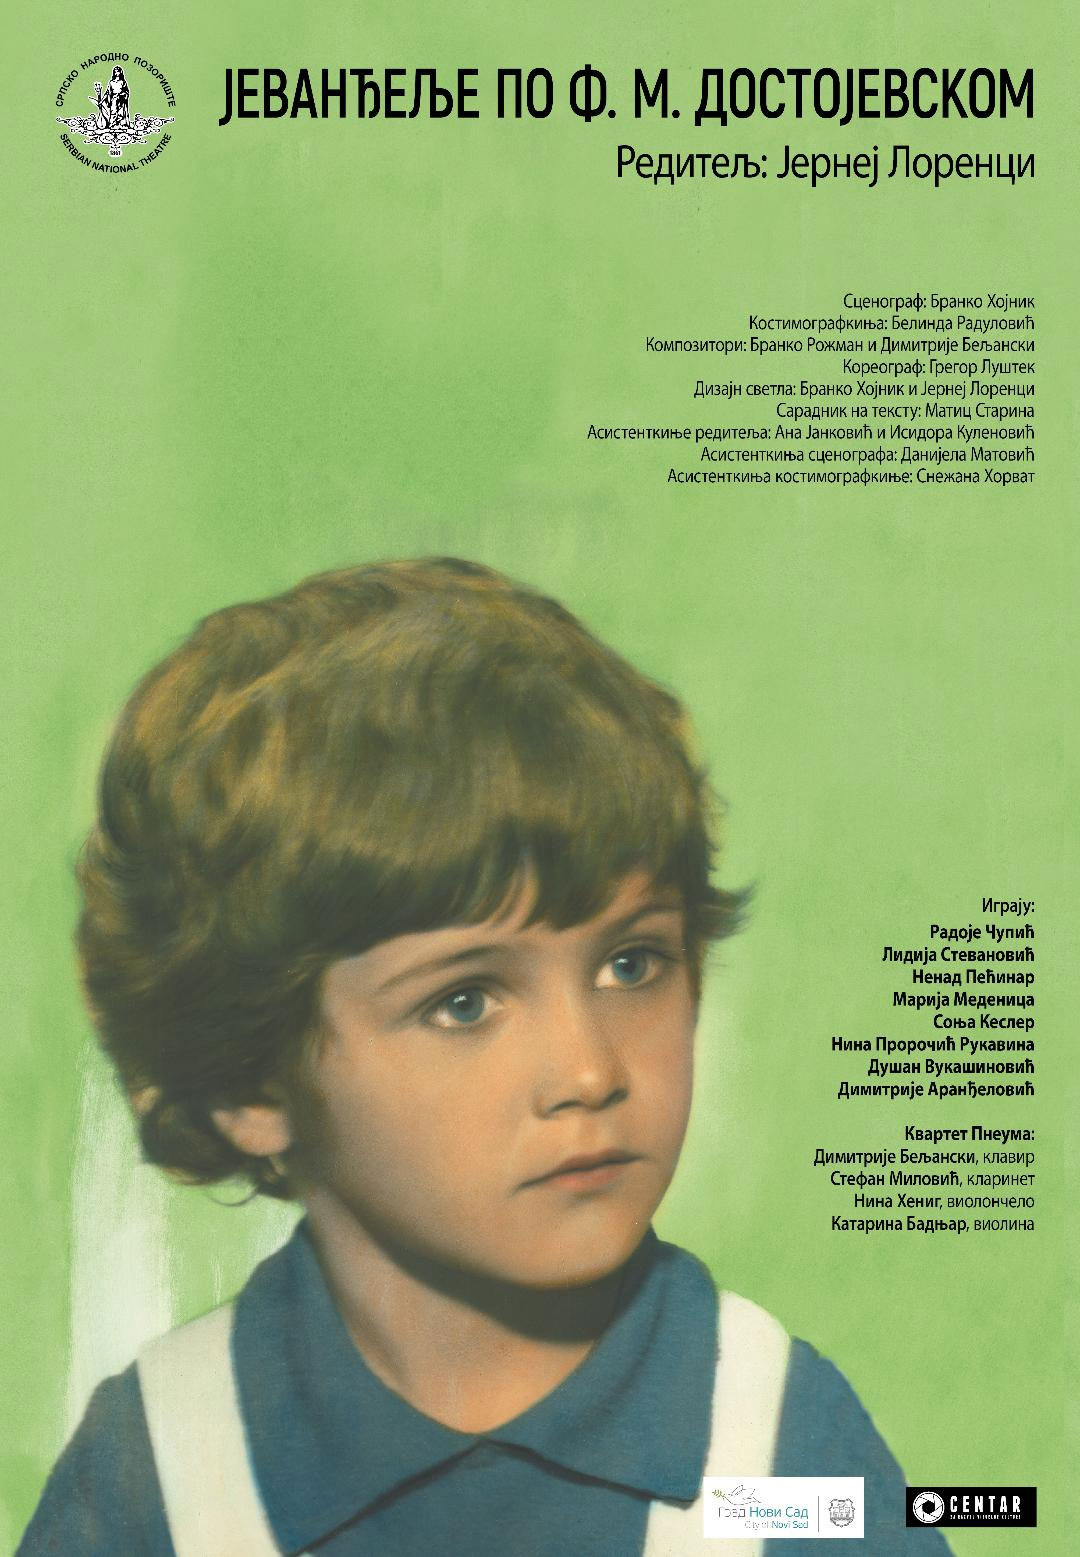 СРПСКО НАРОДНО ПОЗОРИШТЕ
1861
SERBIAN NATIONAL THEATRE
ЈЕВАНЂЕЉЕ ПО Ф. М. ДОСТОЈЕВСКОМ
Редитељ: Јернеј Лоренци
Сценограф: Бранко Хојник
Костимографкиња: Белинда Радуловић
Композитори: Бранко Рожман и Димитрије Бељански
Кореограф: Грегор Луштек
Дизајн светла: Бранко Хојник и Јернеј Лоренци
Сарадник на тексту: Матиц Старина
Асистенткиње редитеља: Ана Јанковић и Исидора Куленовић
Асистенткиња сценографа: Данијела Матовић
Асистенткиња костимографкиње: Снежана Хорват
Играју:
Радоје Чупић
Лидија Стевановић
Ненад Пећинар
Марија Меденица
Соња Кеслер
Нина Пророчић Рукавина
Душан Вукашиновић
Димитрије Аранђеловић
Квартет Пнеума:
Димитрије Бељански, клавир
Стефан Миловић, кларинет
Нина Хениг, виолончело
Катарина Бадњар, виолина
Град Нови Сад
City of Novi Sad
CENTAR